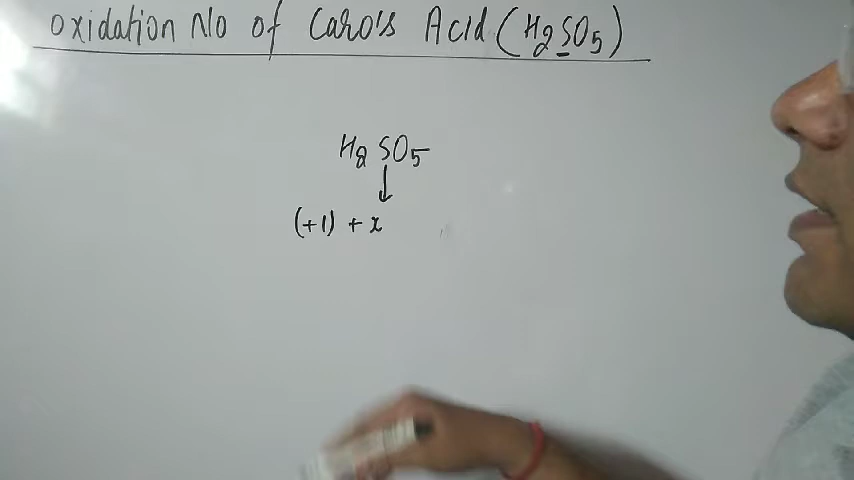 Oxidation No of Caro's Acid (H2SO5)
H2SO5
(+1) + x